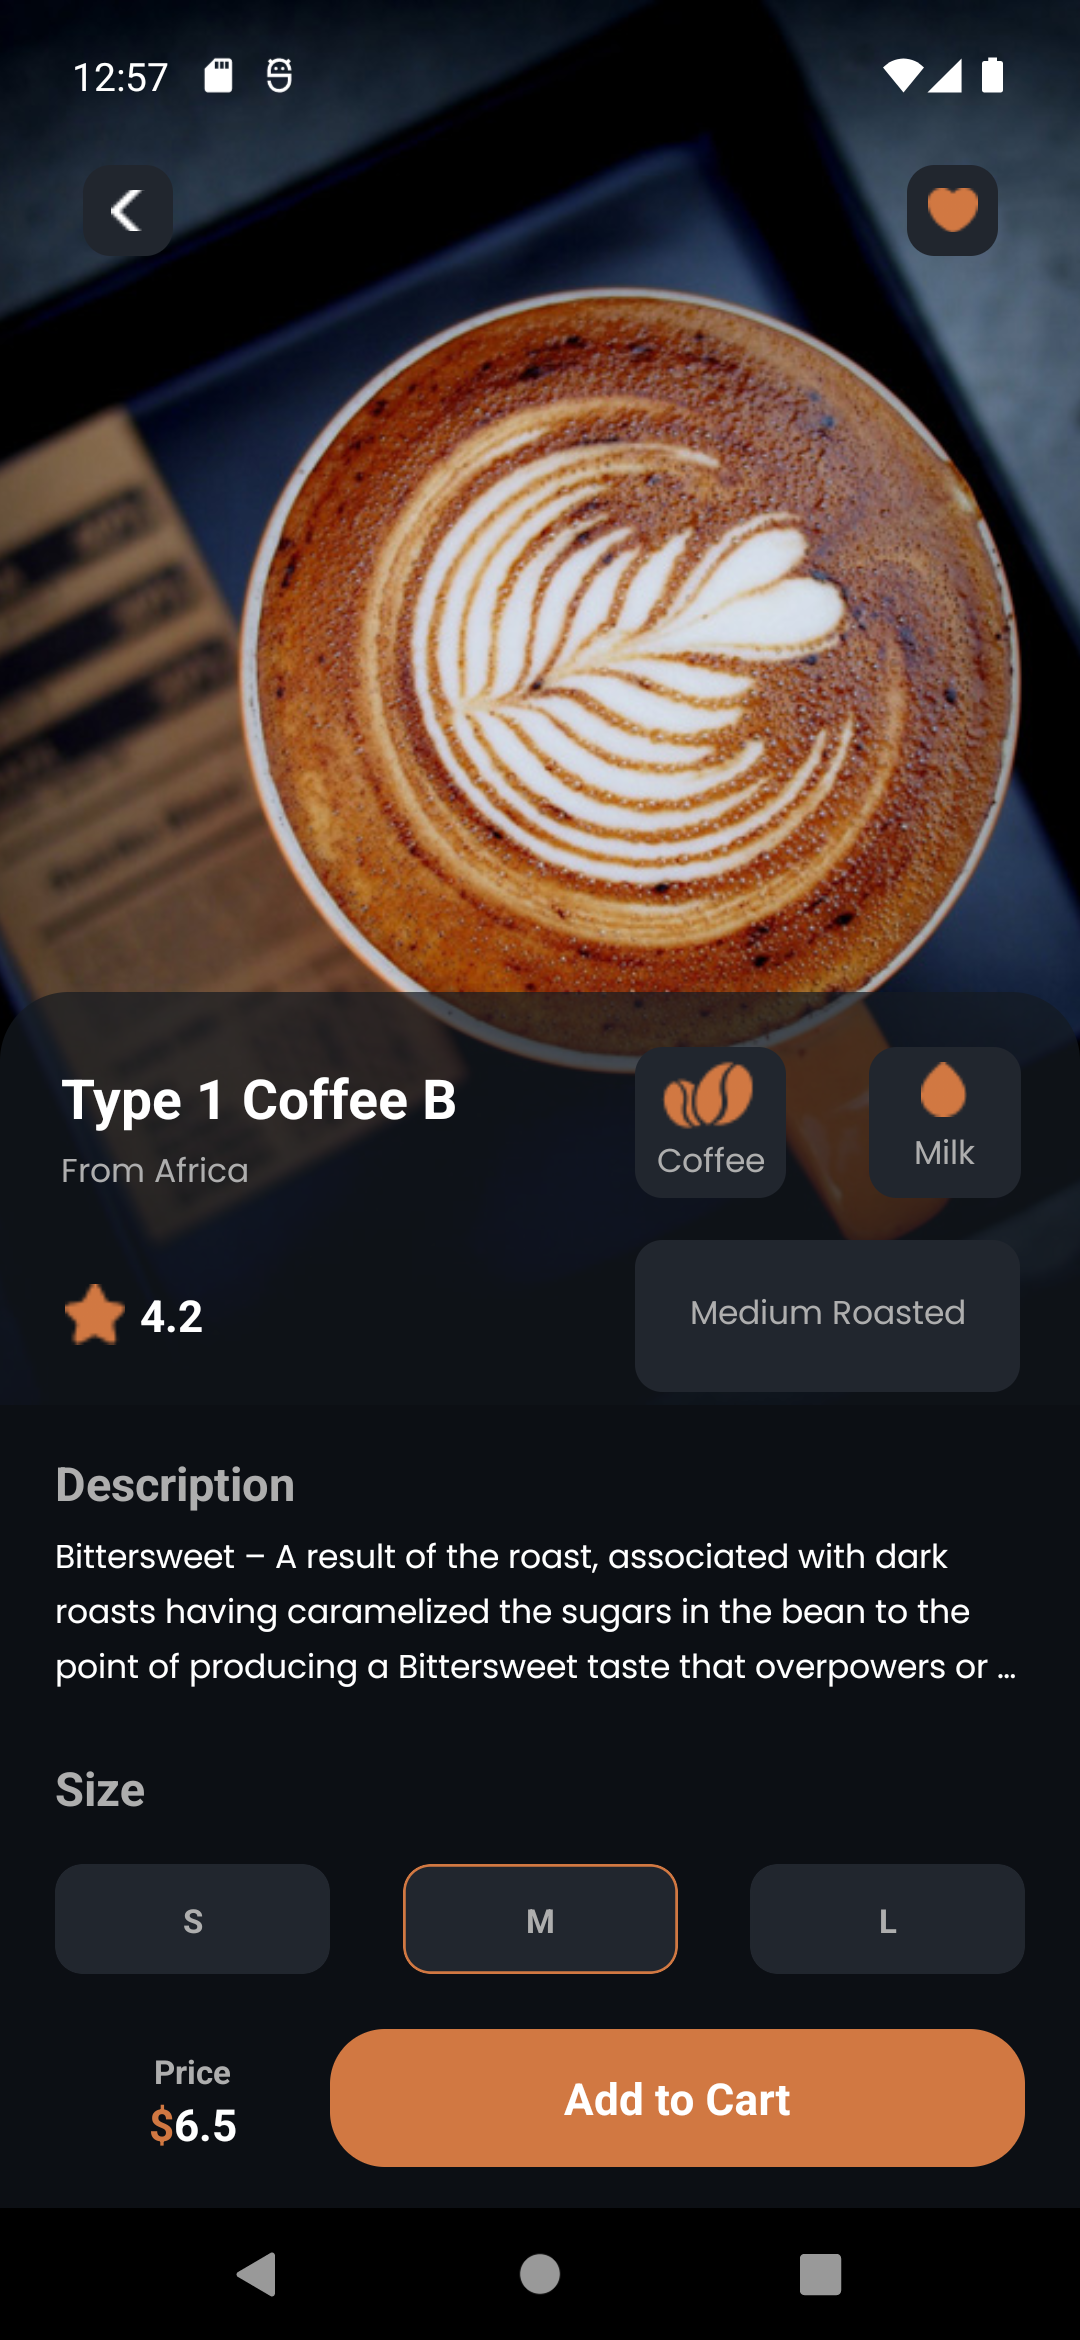 12:57
Type 1 Coffee B
From Africa
Coffee
Milk
4.2
Medium Roasted
Description
Bittersweet – A result of the roast, associated with dark
roasts having caramelized the sugars in the bean to the
point of producing a Bittersweet taste that overpowers or ...
Size
S
M
L
Price
$6.5
Add to Cart